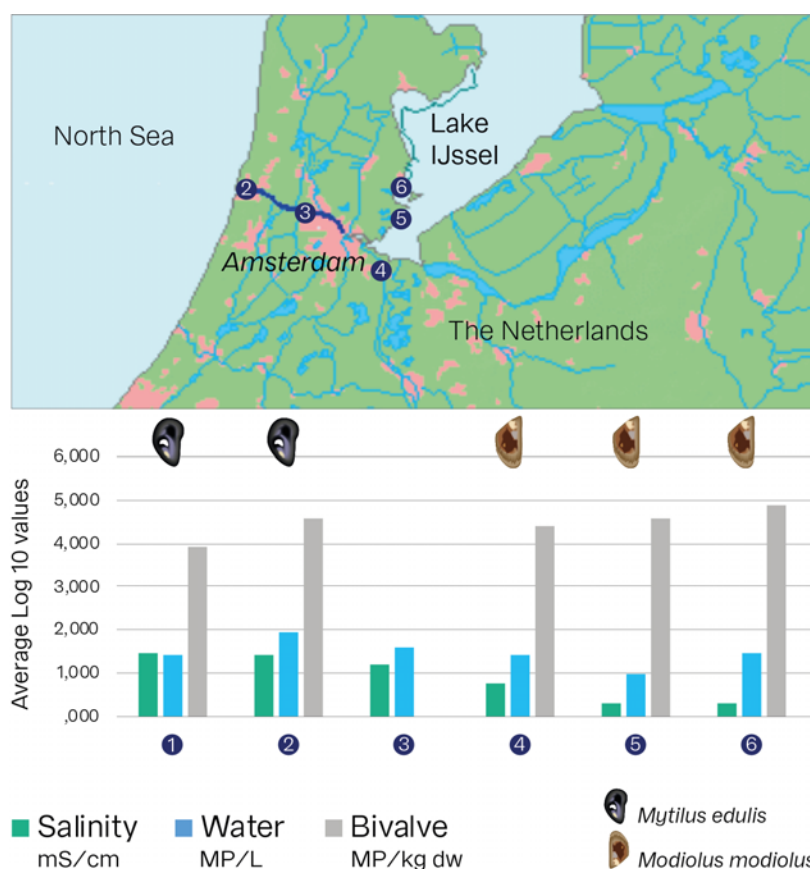 North Sea
Lake
IJssel
6
2
3
5
Amsterdam
4
The Netherlands
Average Log 10 values
6,000
5,000
4,000
3,000
2,000
1,000
,000
1
2
3
4
5
6
Salinity
mS/cm
Water
MP/L
Bivalve
MP/kg dw
Mytilus edulis
Modiolus modiolus